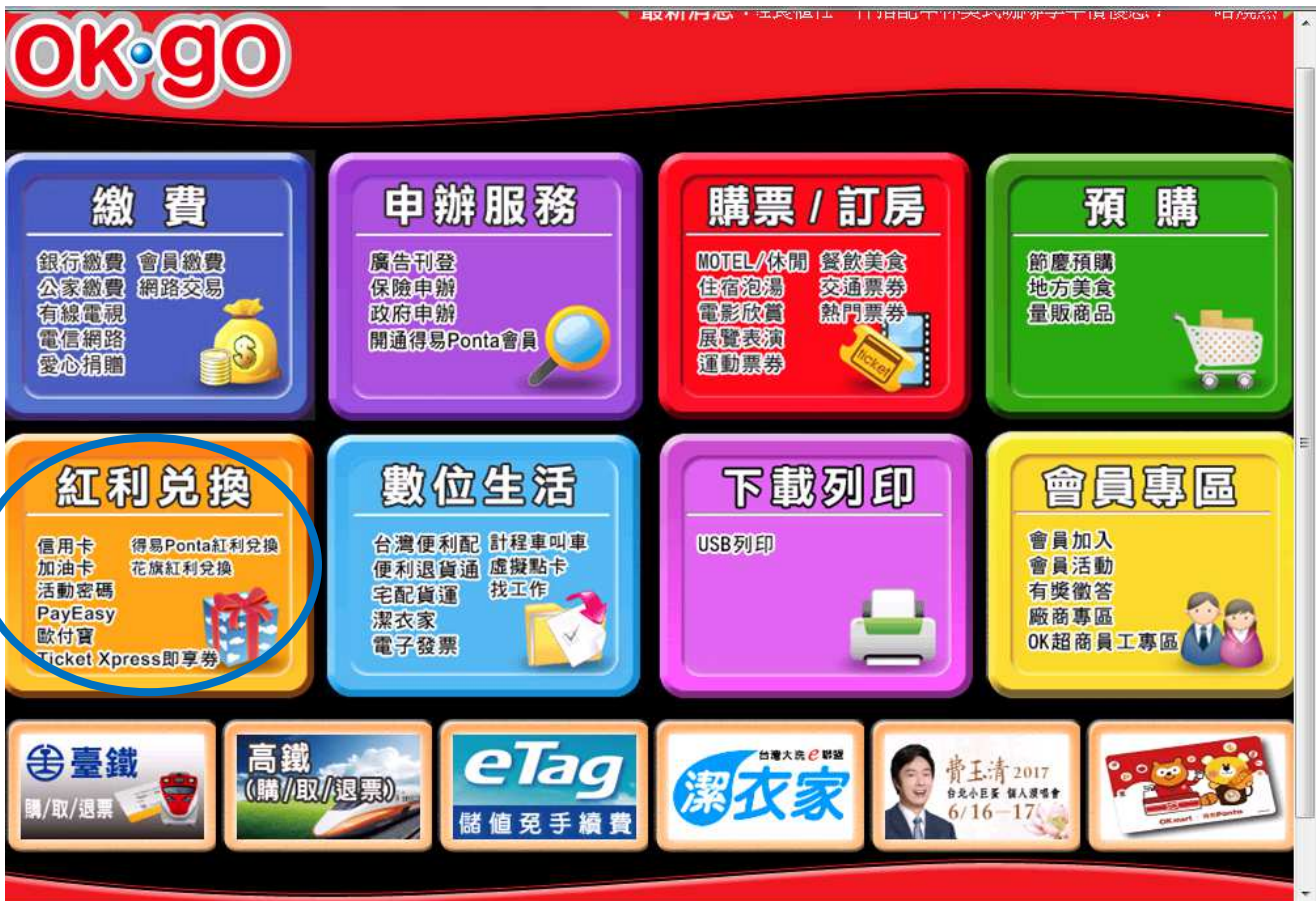 最新消息：
OK·go
繳 費
銀行繳費 會員繳費
公家繳費 網路交易
有線電視
電信網路
愛心捐贈
申辦服務
廣告刊登
保險申辦
政府申辦
開通得易Ponta會員
購票/訂房
MOTEL/休閒 餐飲美食
住宿泡湯 交通票券
電影欣賞 熱門票券
展覽表演
運動票券
Ticket
預 購
節慶預購
地方美食
量販商品
紅利兌換
信用卡 得易Ponta紅利兌換
加油卡 花旗紅利兌換
活動密碼
PayEasy
歐付寶
Ticket Xpress即享券
數位生活
台灣便利配 計程車叫車
便利退貨通 虛擬點卡
宅配貨運 找工作
潔衣家
電子發票
下載列印
USB列印
會員專區
會員加入
會員活動
有獎徵答
廠商專區
OK超商員工專區
臺鐵
購/取/退票
高鐵
(購/取/退票)
eTag
儲值免手續費
台灣大洗e聯盟
潔衣家
費玉清 2017
台北小巨蛋 個人演唱會
6/16-17
OKmart 得易Ponta